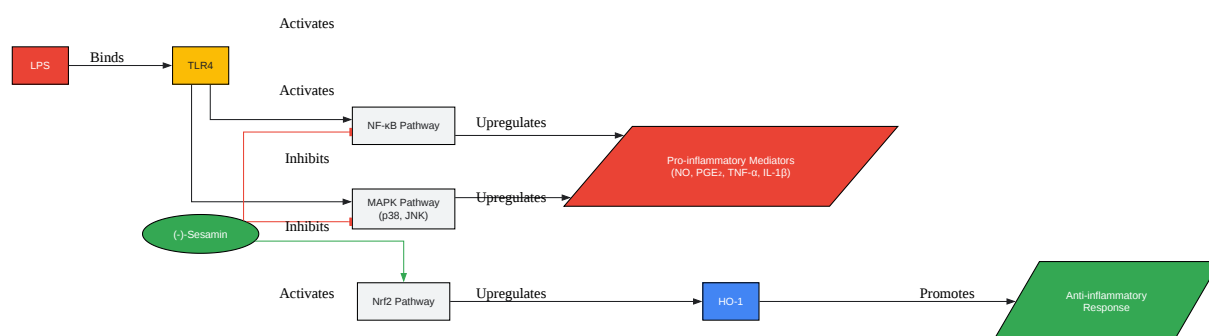 Activates
LPS
Binds
TLR4
Activates
NF-κB Pathway
Upregulates
Pro-inflammatory Mediators
(NO, PGE₂, TNF-α, IL-1β)
Inhibits
MAPK Pathway
(p38, JNK)
Upregulates
(-)-Sesamin
Inhibits
Activates
Nrf2 Pathway
Upregulates
HO-1
Promotes
Anti-inflammatory
Response